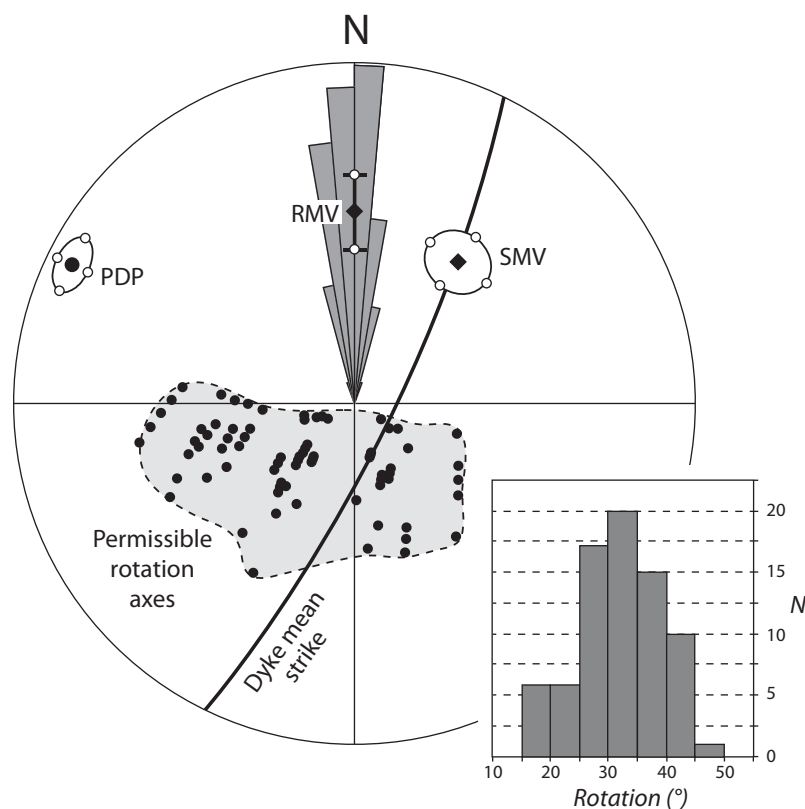 N
RMV
SMV
PDP
Permissible
rotation
axes
Dyke mean
strike
20
15
N
10
5
0
10
20
30
40
50
Rotation (°)